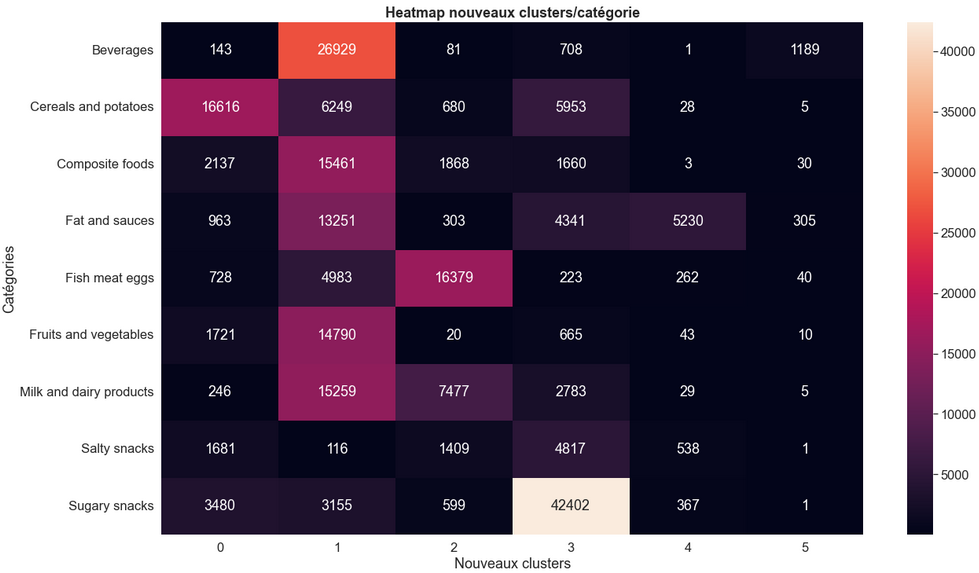 Heatmap nouveaux clusters/catégorie
Catégories
Beverages 143 26929 81 708 1 1189
Cereals and potatoes 16616 6249 680 5953 28 5
Composite foods 2137 15461 1868 1660 3 30
Fat and sauces 963 13251 303 4341 5230 305
Fish meat eggs 728 4983 16379 223 262 40
Fruits and vegetables 1721 14790 20 665 43 10
Milk and dairy products 246 15259 7477 2783 29 5
Salty snacks 1681 116 1409 4817 538 1
Sugary snacks 3480 3155 599 42402 367 1
0 1 2 3 4 5
Nouveaux clusters
40000
35000
30000
25000
20000
15000
10000
5000